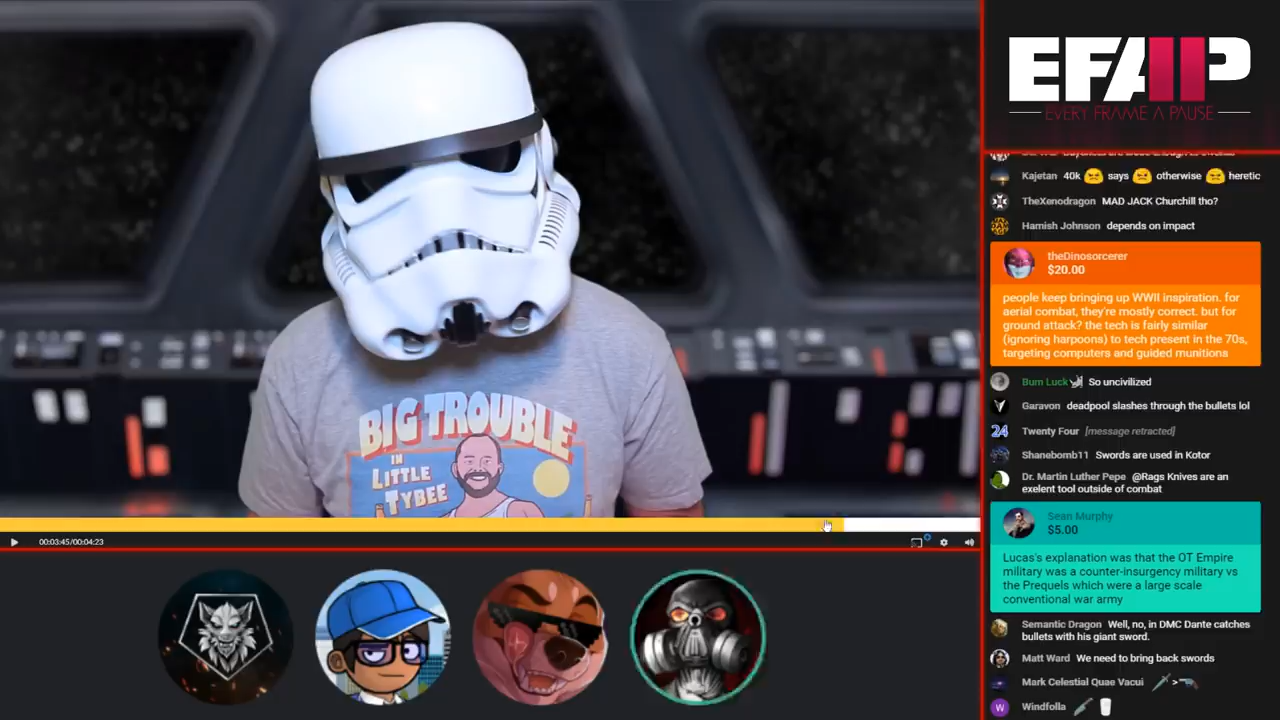 EFAP
EVERY FRAME A PAUSE
Kajetan 40k says otherwise heretic
TheXenodragon MAD JACK Churchill tho?
Hamish Johnson depends on impact
theDinosorcerer
$20.00
people keep bringing up WWII inspiration. for
aerial combat, they're mostly correct. but for
ground attack? the tech is fairly similar
(ignoring harpoons) to tech present in the 70s,
targeting computers and guided munitions
Bum Luck So uncivilized
Garavon deadpool slashes through the bullets lol
24 Twenty Four [message retracted]
Shanebomb11 Swords are used in Kotor
Dr. Martin Luther Pepe @Rags Knives are an
exelent tool outside of combat
Sean Murphy
$5.00
Lucas's explanation was that the OT Empire
military was a counter-insurgency military vs
the Prequels which were a large scale
conventional war army
Semantic Dragon Well, no, in DMC Dante catches
bullets with his giant sword.
Matt Ward We need to bring back swords
Mark Celestial Quae Vacui >
W Windfolla
BIG TROUBLE
IN
LITTLE
TYBEE
00:03:45/00:04:23